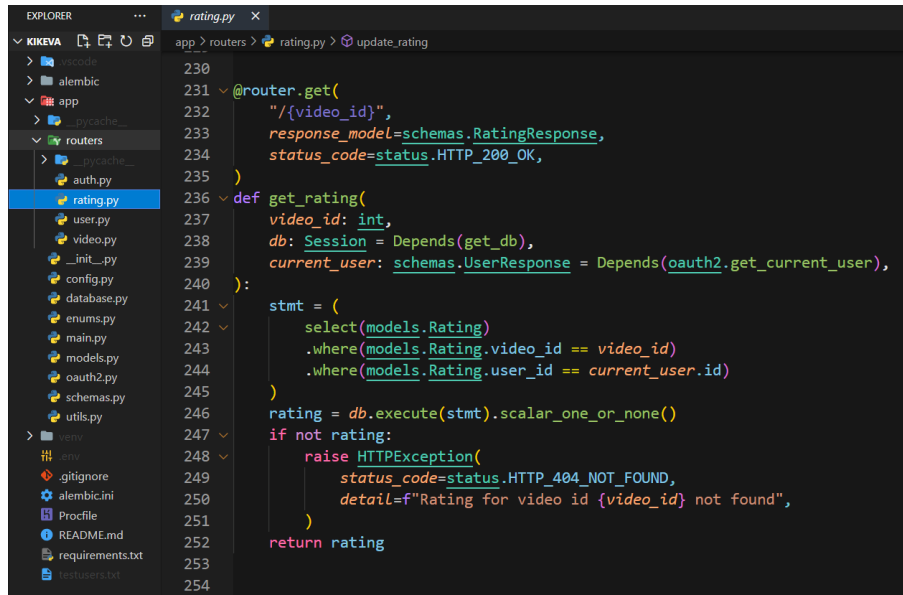 EXPLORER
rating.py
KIKEVA
app > routers > rating.py > update_rating
.vscode
alembic
app
__pycache__
routers
__pycache__
auth.py
rating.py
user.py
video.py
__init__.py
config.py
database.py
enums.py
main.py
models.py
oauth2.py
schemas.py
utils.py
venv
.env
.gitignore
alembic.ini
Procfile
README.md
requirements.txt
testusers.txt
230
231 @router.get(
232     "/{video_id}",
233     response_model=schemas.RatingResponse,
234     status_code=status.HTTP_200_OK,
235 )
236 def get_rating(
237     video_id: int,
238     db: Session = Depends(get_db),
239     current_user: schemas.UserResponse = Depends(oauth2.get_current_user),
240 ):
241     stmt = (
242         select(models.Rating)
243         .where(models.Rating.video_id == video_id)
244         .where(models.Rating.user_id == current_user.id)
245     )
246     rating = db.execute(stmt).scalar_one_or_none()
247     if not rating:
248         raise HTTPException(
249             status_code=status.HTTP_404_NOT_FOUND,
250             detail=f"Rating for video id {video_id} not found",
251         )
252     return rating
253
254